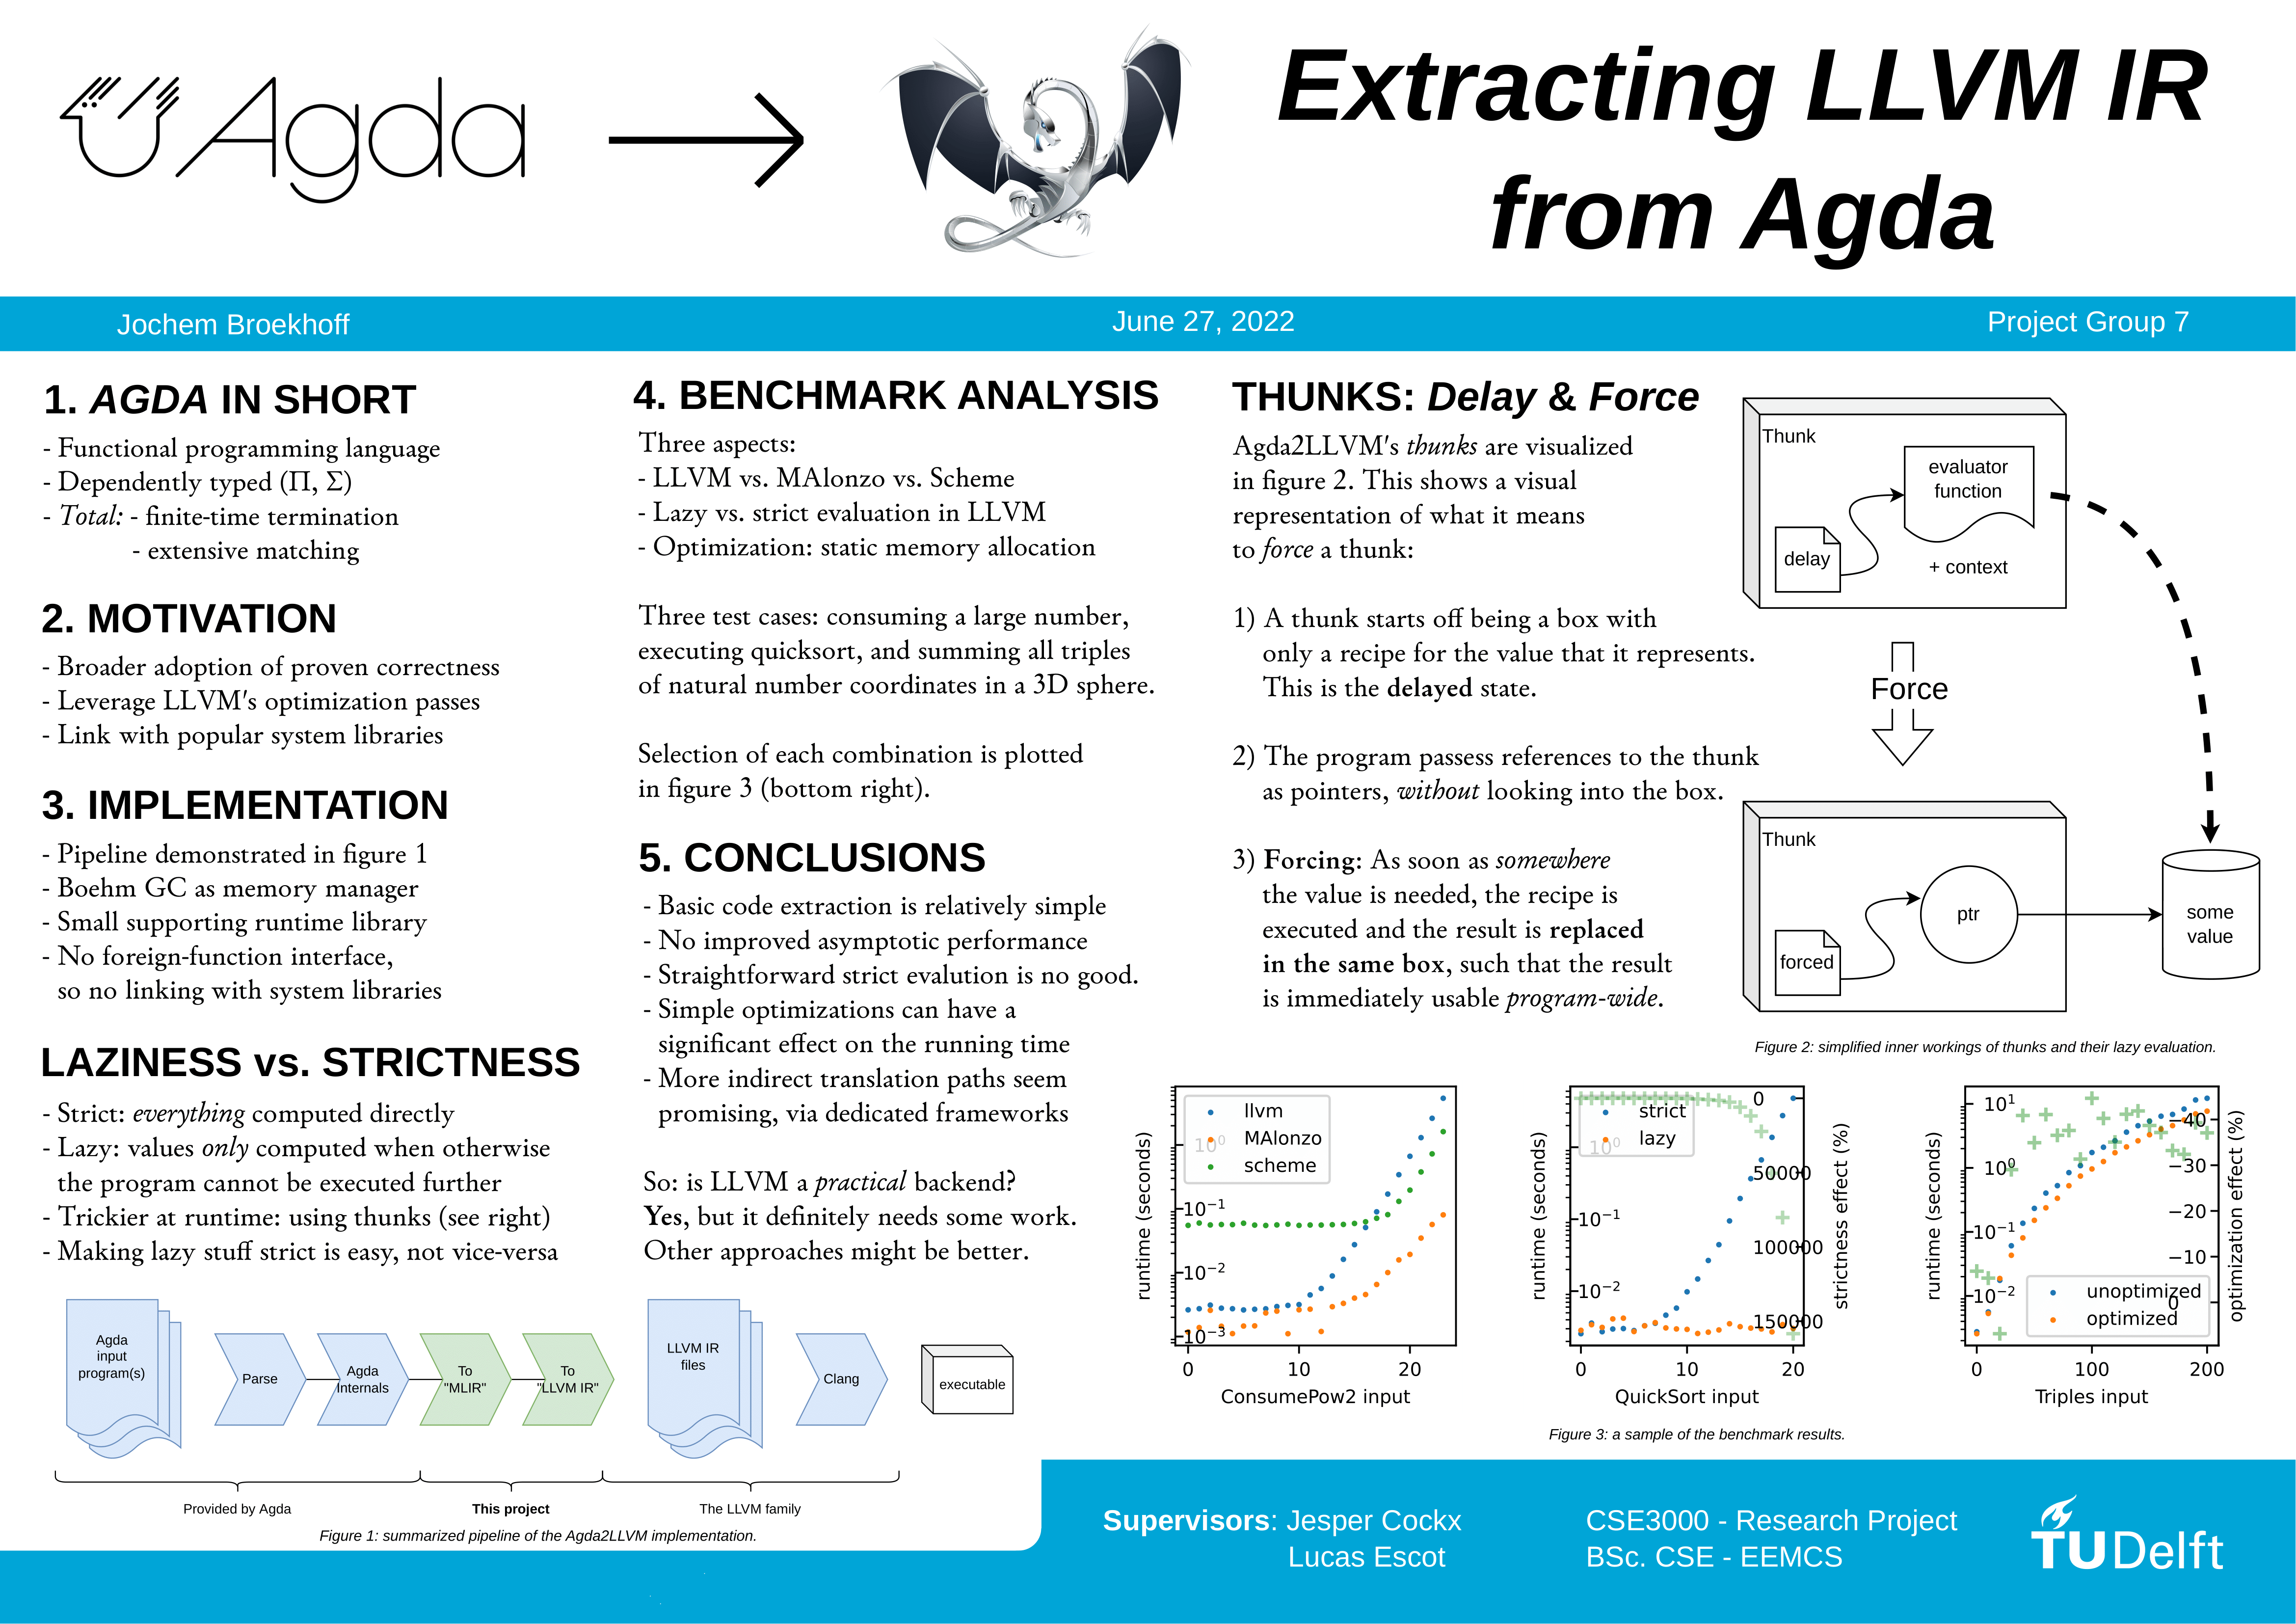 Agda
Extracting LLVM IR
from Agda
Jochem Broekhoff
June 27, 2022
Project Group 7
1. AGDA IN SHORT
- Functional programming language
- Dependently typed (Π, Σ)
- Total: - finite-time termination
- extensive matching
2. MOTIVATION
- Broader adoption of proven correctness
- Leverage LLVM's optimization passes
- Link with popular system libraries
3. IMPLEMENTATION
- Pipeline demonstrated in figure 1
- Boehm GC as memory manager
- Small supporting runtime library
- No foreign-function interface,
so no linking with system libraries
LAZINESS vs. STRICTNESS
- Strict: everything computed directly
- Lazy: values only computed when otherwise
the program cannot be executed further
- Trickier at runtime: using thunks (see right)
- Making lazy stuff strict is easy, not vice-versa
4. BENCHMARK ANALYSIS
Three aspects:
- LLVM vs. MAlonzo vs. Scheme
- Lazy vs. strict evaluation in LLVM
- Optimization: static memory allocation
Three test cases: consuming a large number,
executing quicksort, and summing all triples
of natural number coordinates in a 3D sphere.
Selection of each combination is plotted
in figure 3 (bottom right).
5. CONCLUSIONS
- Basic code extraction is relatively simple
- No improved asymptotic performance
- Straightforward strict evalution is no good.
- Simple optimizations can have a
significant effect on the running time
- More indirect translation paths seem
promising, via dedicated frameworks
So: is LLVM a practical backend?
Yes, but it definitely needs some work.
Other approaches might be better.
THUNKS: Delay & Force
Agda2LLVM's thunks are visualized
in figure 2. This shows a visual
representation of what it means
to force a thunk:
1) A thunk starts off being a box with
only a recipe for the value that it represents.
This is the delayed state.
2) The program passess references to the thunk
as pointers, without looking into the box.
3) Forcing: As soon as somewhere
the value is needed, the recipe is
executed and the result is replaced
in the same box, such that the result
is immediately usable program-wide.
Thunk
evaluator
function
delay
+ context
Force
Thunk
ptr
forced
some
value
Figure 2: simplified inner workings of thunks and their lazy evaluation.
runtime (seconds)
llvm
MAlonzo
scheme
10⁰
10⁻¹
10⁻²
10⁻³
0 10 20
ConsumePow2 input
runtime (seconds)
strict
lazy
10⁰
10⁻¹
10⁻²
0
50000
100000
150000
strictness effect (%)
0 10 20
QuickSort input
runtime (seconds)
10¹
10⁰
10⁻¹
10⁻²
−40
−30
−20
−10
0
optimization effect (%)
unoptimized
optimized
0 100 200
Triples input
Figure 3: a sample of the benchmark results.
Agda
input
program(s)
Parse
Agda
Internals
To
"MLIR"
To
"LLVM IR"
LLVM IR
files
Clang
executable
Provided by Agda
This project
The LLVM family
Figure 1: summarized pipeline of the Agda2LLVM implementation.
Supervisors: Jesper Cockx
Lucas Escot
CSE3000 - Research Project
BSc. CSE - EEMCS
TU Delft